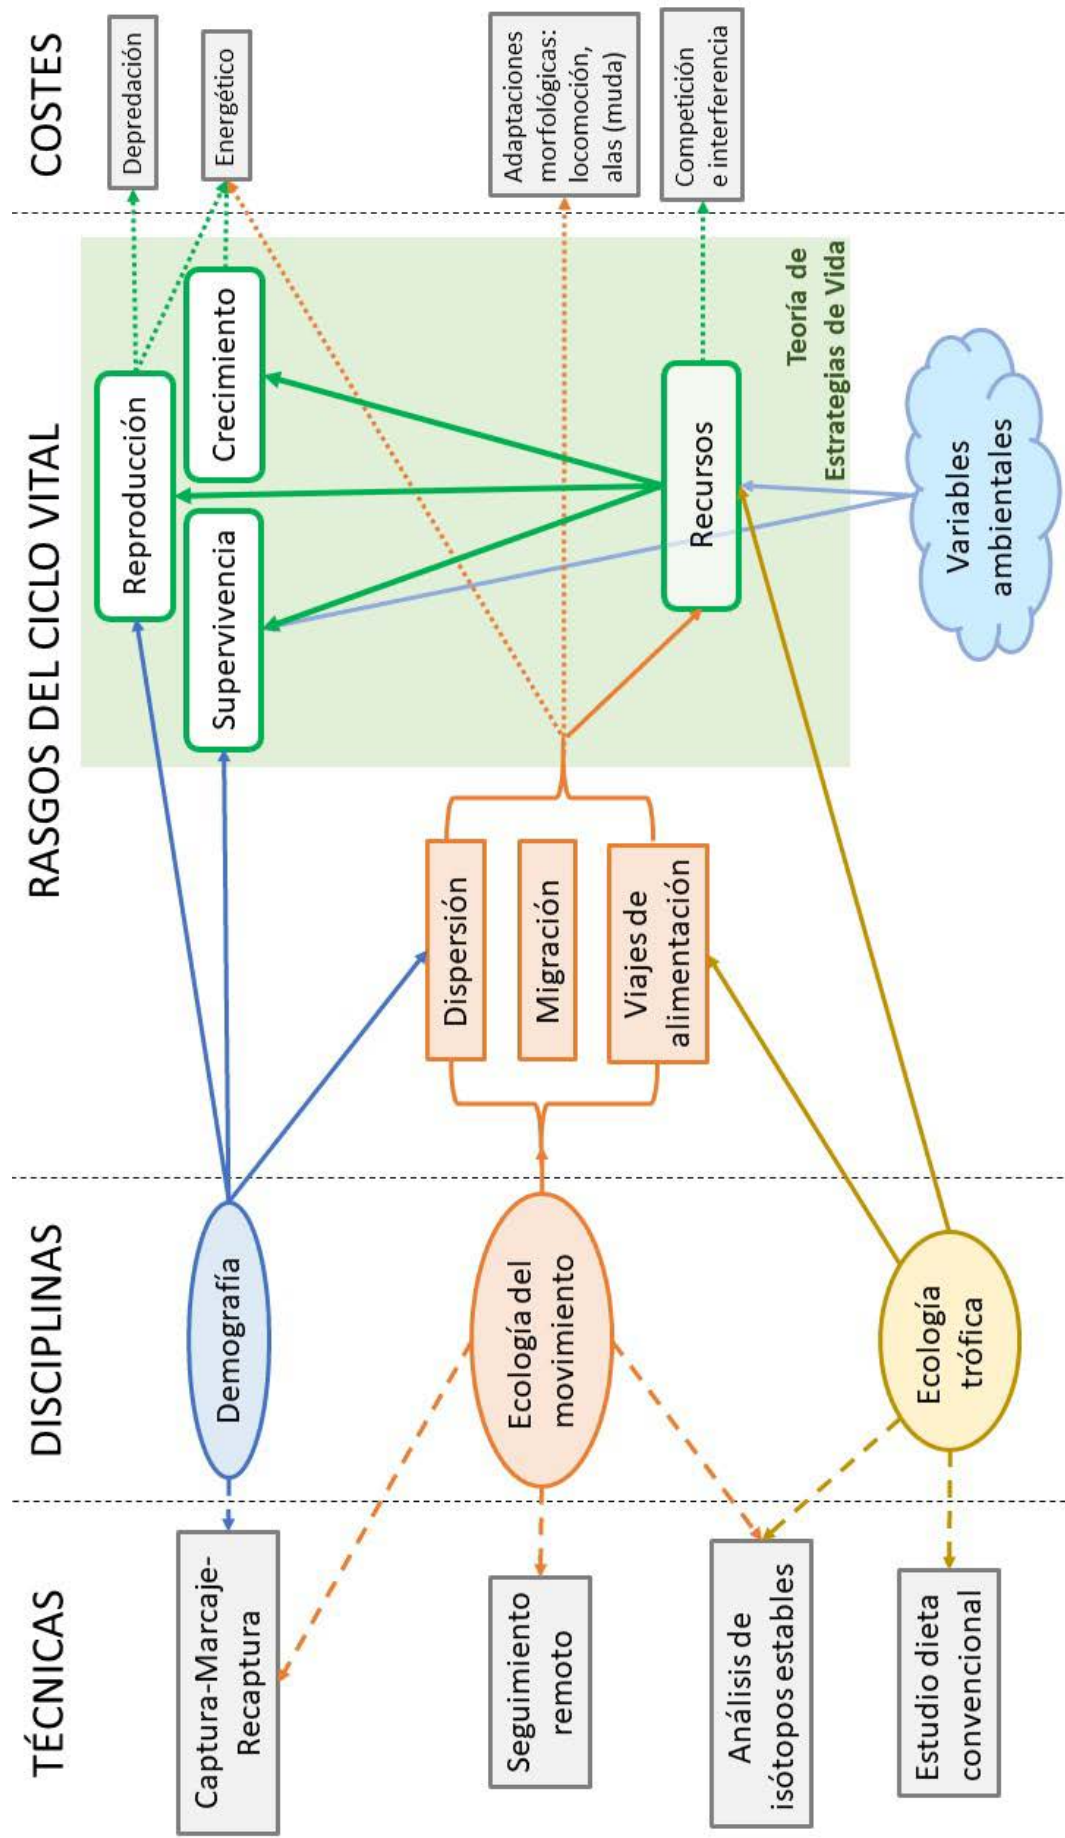 TÉCNICAS
DISCIPLINAS
RASGOS DEL CICLO VITAL
COSTES
Captura-Marcaje-
Recaptura
Seguimiento
remoto
Análisis de
isótopos estables
Estudio dieta
convencional
Demografía
Ecología del
movimiento
Ecología
trófica
Dispersión
Migración
Viajes de
alimentación
Reproducción
Supervivencia
Crecimiento
Recursos
Teoría de
Estrategias de Vida
Variables
ambientales
Depredación
Energético
Adaptaciones
morfológicas:
locomoción,
alas (muda)
Competición
e interferencia